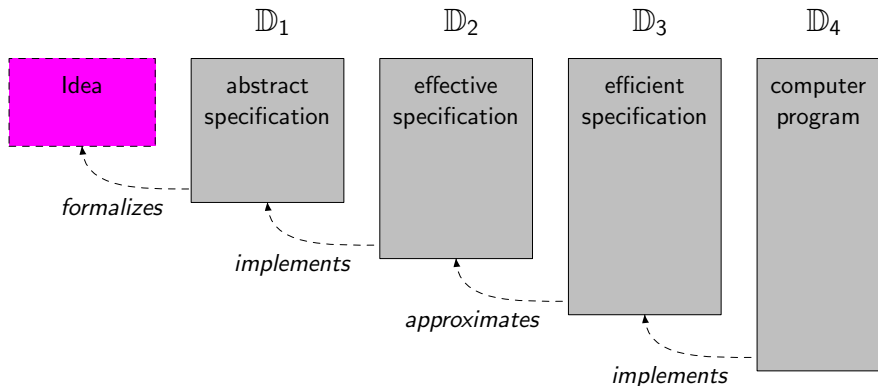 𝔻1 𝔻2 𝔻3 𝔻4
Idea
abstract
specification
effective
specification
efficient
specification
computer
program
formalizes
implements
approximates
implements